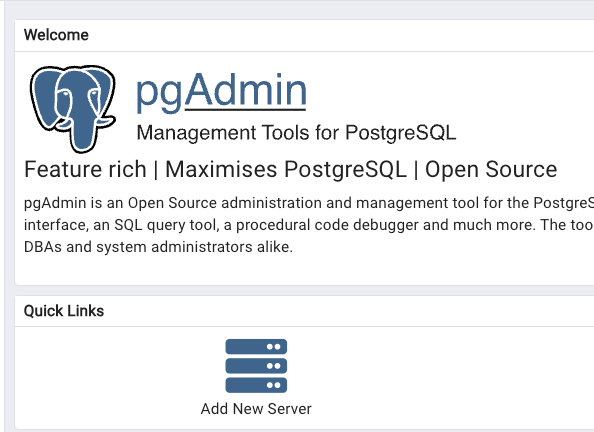 Welcome
pgAdmin
Management Tools for PostgreSQL
Feature rich | Maximises PostgreSQL | Open Source
pgAdmin is an Open Source administration and management tool for the PostgreS
interface, an SQL query tool, a procedural code debugger and much more. The too
DBAs and system administrators alike.
Quick Links
Add New Server